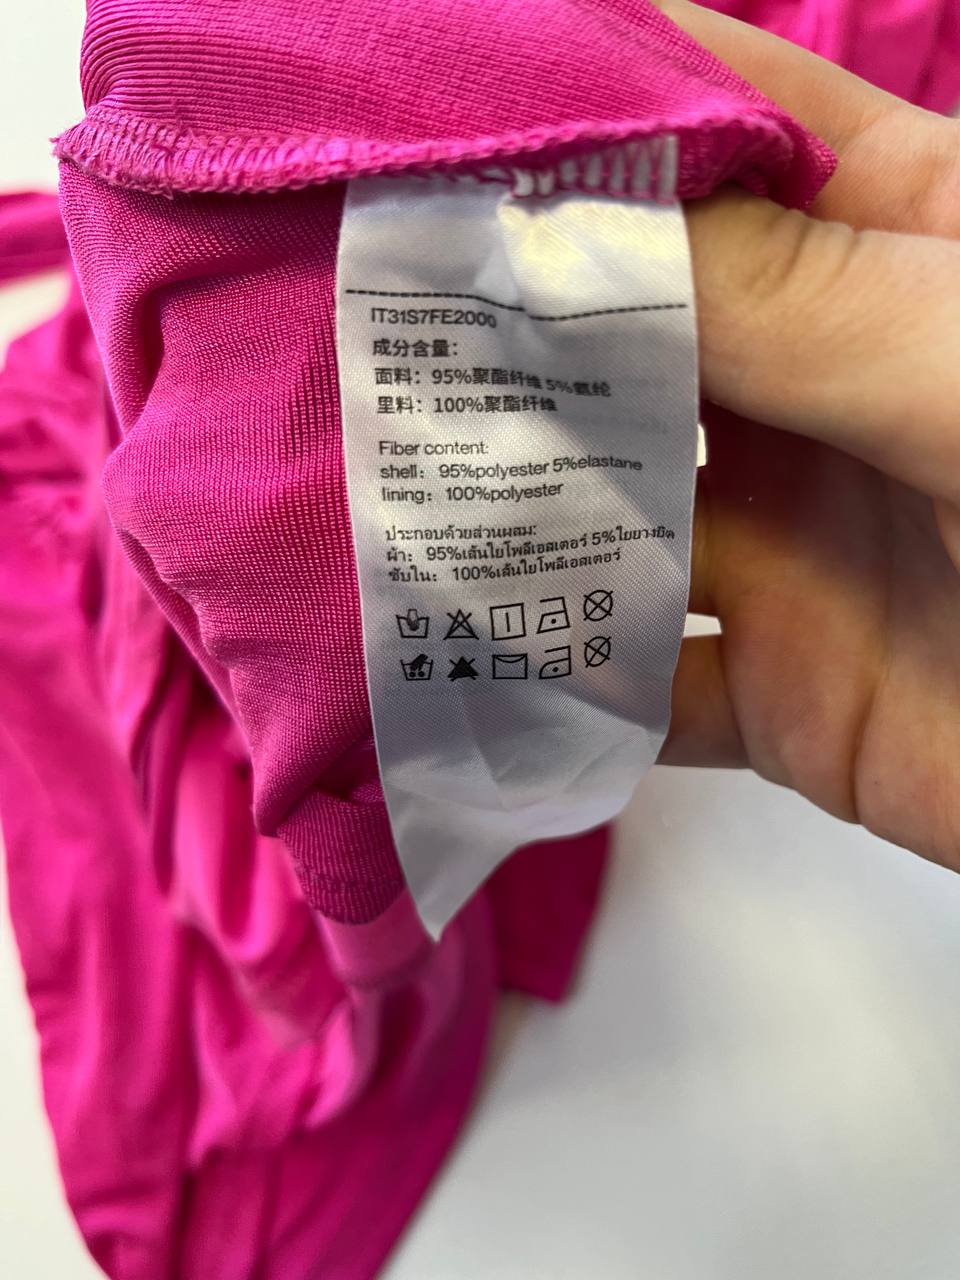 IT31S7FE2000
成分含量：
面料：95%聚酯纤维 5%氨纶
里料：100%聚酯纤维
Fiber content:
shell：95%polyester 5%elastane
lining：100%polyester
ประกอบด้วยส่วนผสม:
ผ้า：95%เส้นใยโพลีเอสเตอร์ 5%ใยยางยืด
ซับใน：100%เส้นใยโพลีเอสเตอร์